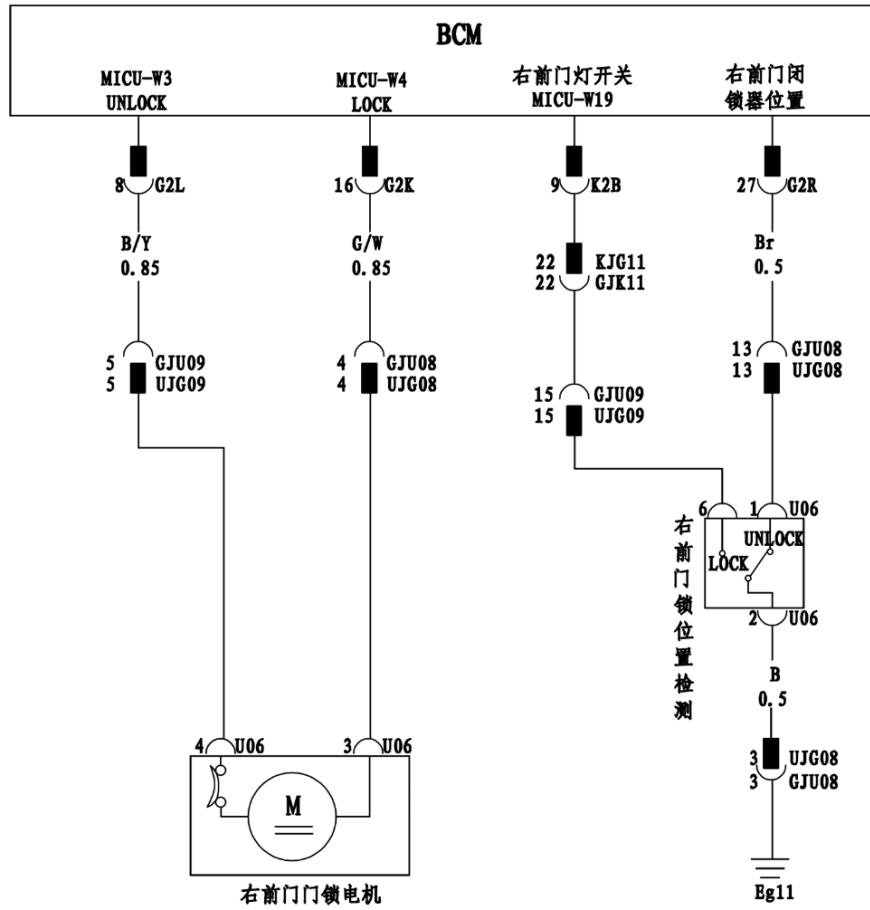 BCM
MICU-W3
UNLOCK
MICU-W4
LOCK
右前门灯开关
MICU-W19
右前门闭
锁器位置
8 G2L
16 G2K
9 K2B
27 G2R
B/Y
0.85
G/W
0.85
22 KJG11
22 GJK11
Br
0.5
5 GJU09
5 UJG09
4 GJU08
4 UJG08
15 GJU09
15 UJG09
13 GJU08
13 UJG08
6 1 U06
LOCK
UNLOCK
2 U06
右前门锁位置检测
B
0.5
3 UJG08
3 GJU08
Eg11
4 U06
3 U06
M
右前门门锁电机